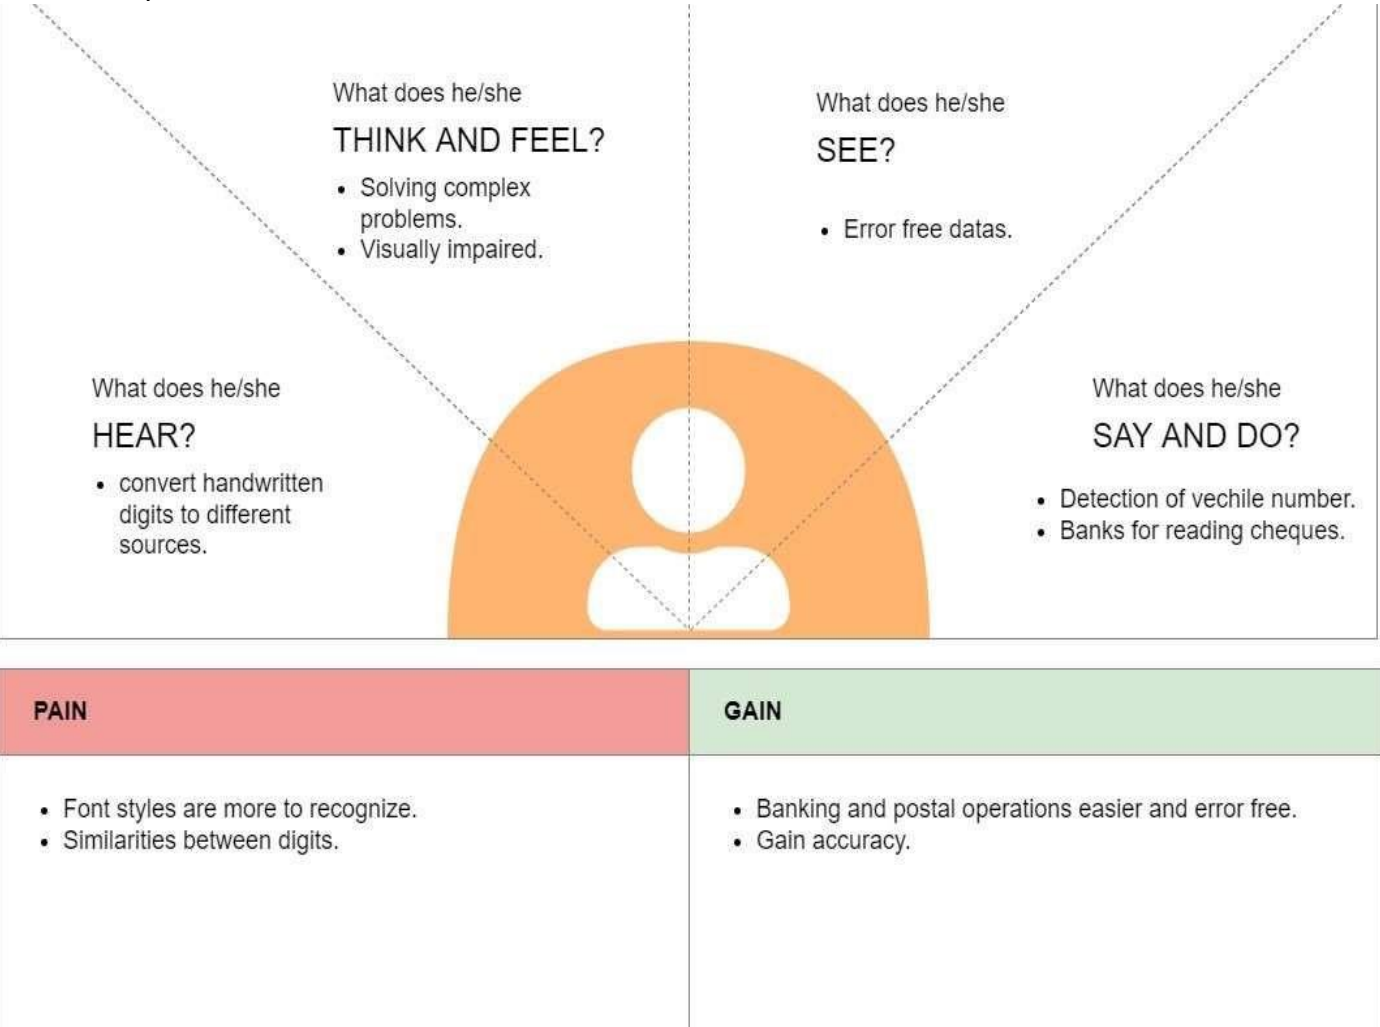 What does he/she
THINK AND FEEL?
• Solving complex
problems.
• Visually impaired.
What does he/she
SEE?
• Error free datas.
What does he/she
HEAR?
• convert handwritten
digits to different
sources.
What does he/she
SAY AND DO?
• Detection of vechile number.
• Banks for reading cheques.
PAIN
GAIN
• Font styles are more to recognize.
• Similarities between digits.
• Banking and postal operations easier and error free.
• Gain accuracy.